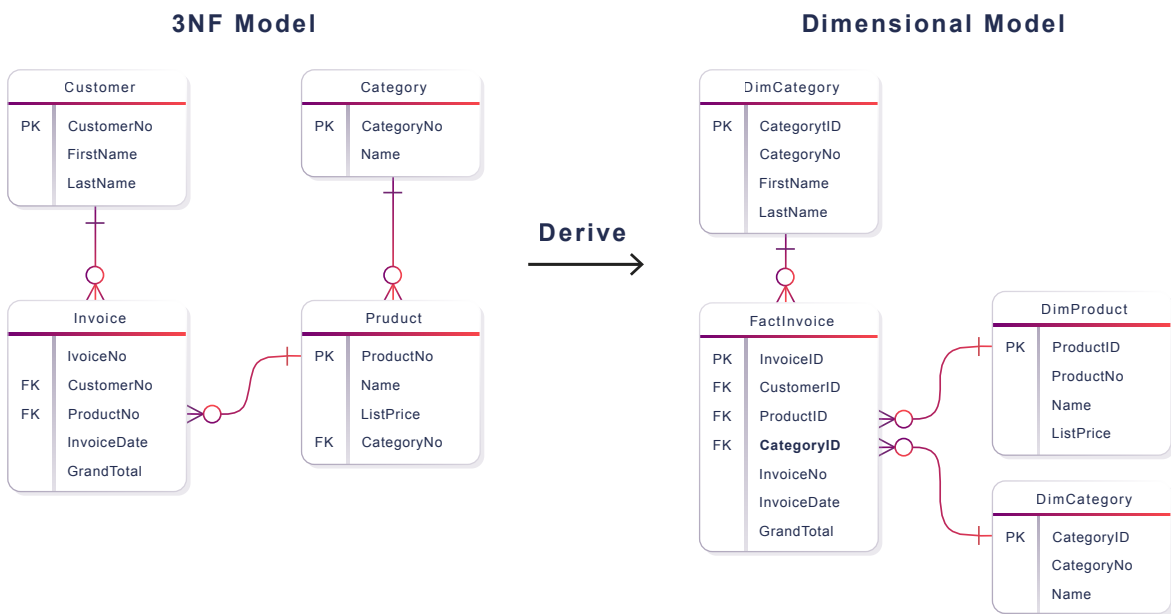 3NF Model
Dimensional Model
Customer
PK CustomerNo
FirstName
LastName
Category
PK CategoryNo
Name
DimCategory
PK CategorytID
CategoryNo
FirstName
LastName
Derive
Invoice
IvoiceNo
FK CustomerNo
FK ProductNo
InvoiceDate
GrandTotal
Pruduct
PK ProductNo
Name
ListPrice
FK CategoryNo
FactInvoice
PK InvoiceID
FK CustomerID
FK ProductID
FK CategoryID
InvoiceNo
InvoiceDate
GrandTotal
DimProduct
PK ProductID
ProductNo
Name
ListPrice
DimCategory
PK CategoryID
CategoryNo
Name